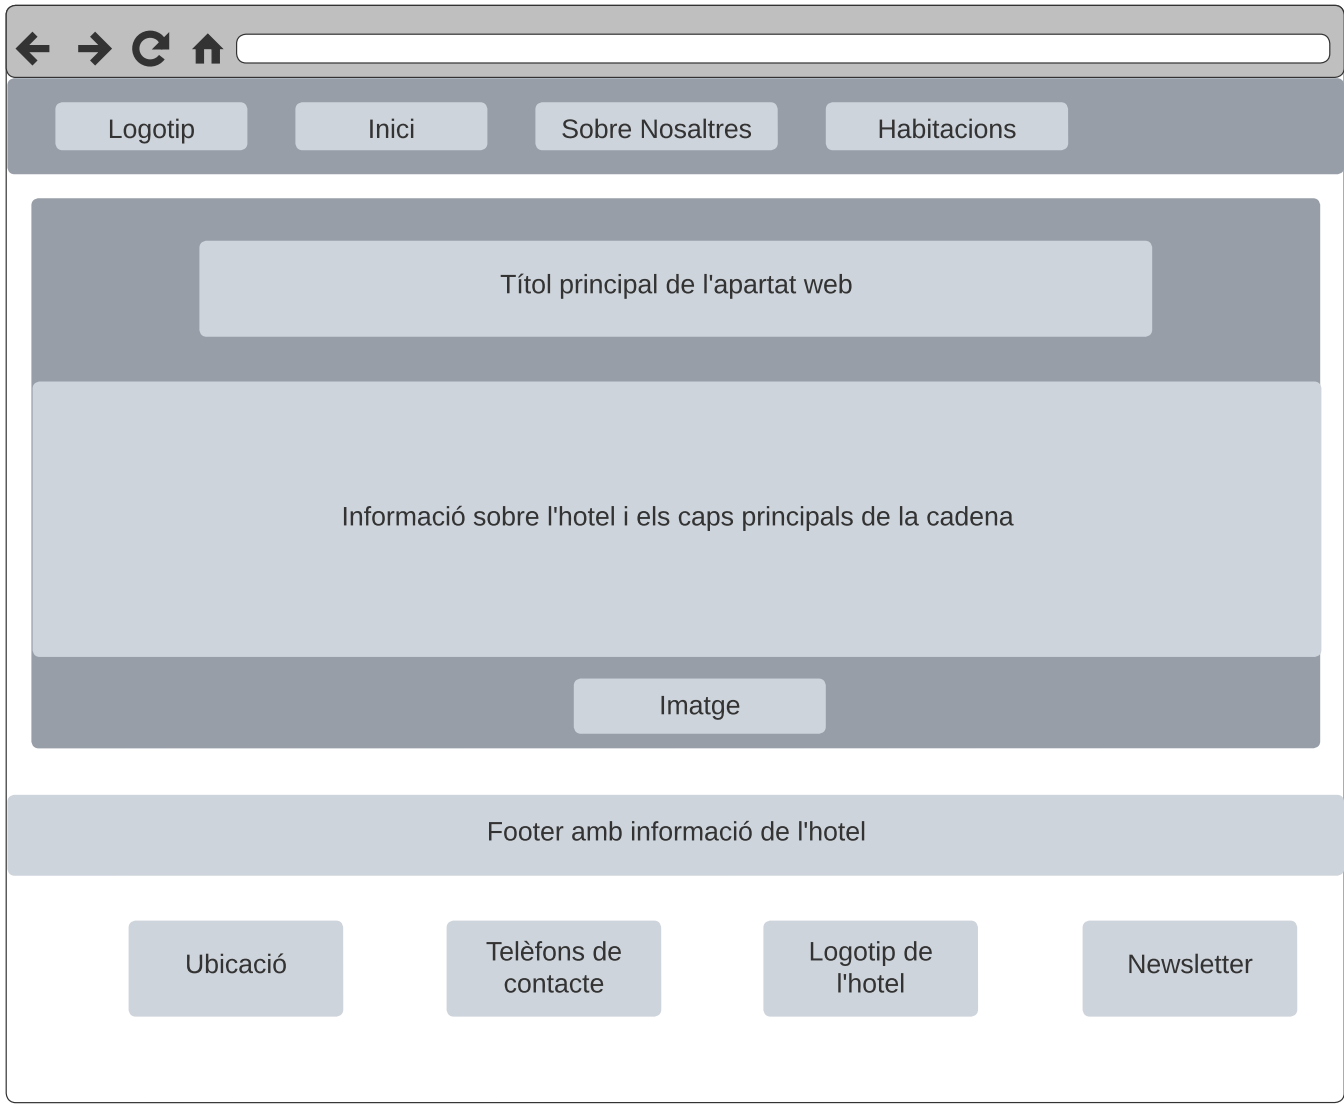 Logotip
Inici
Sobre Nosaltres
Habitacions
Títol principal de l'apartat web
Informació sobre l'hotel i els caps principals de la cadena
Imatge
Footer amb informació de l'hotel
Ubicació
Telèfons de
contacte
Logotip de
l'hotel
Newsletter